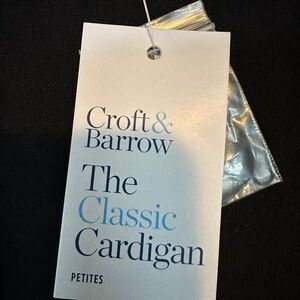 Croft&
Barrow
The
Classic
Cardigan
PETITES